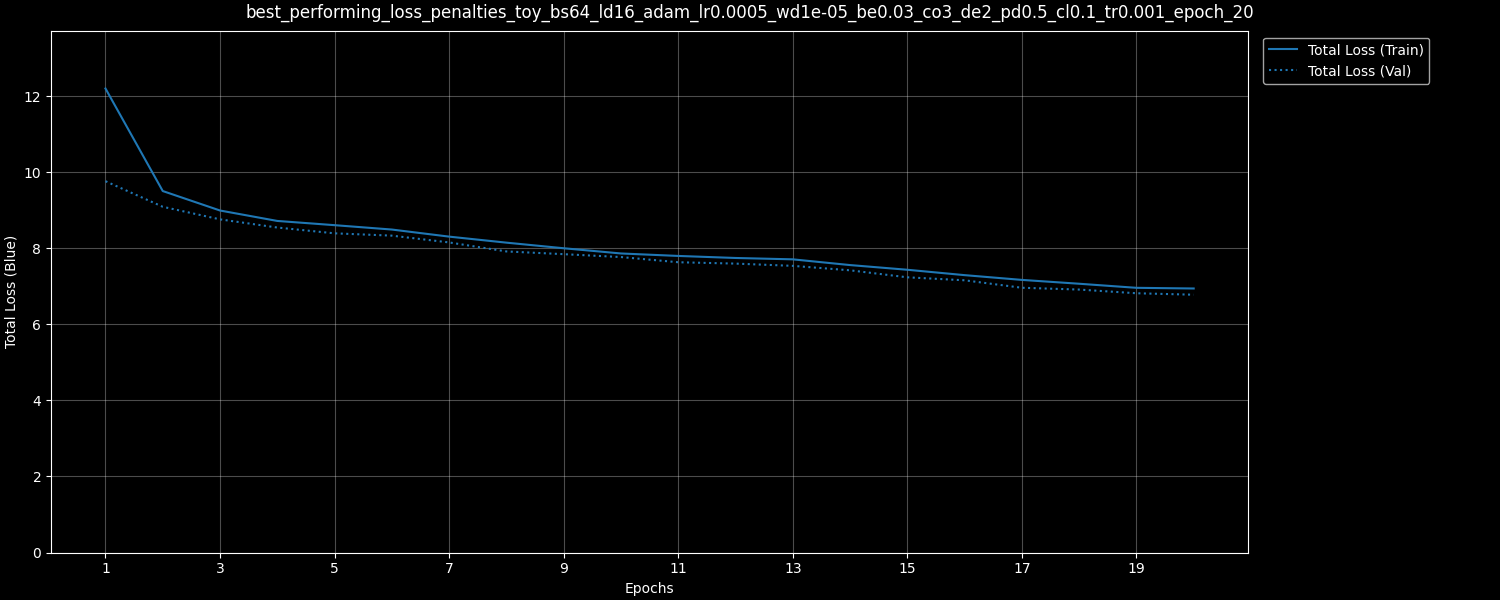 best_performing_loss_penalties_toy_bs64_ld16_adam_lr0.0005_wd1e-05_be0.03_co3_de2_pd0.5_cl0.1_tr0.001_epoch_20
Total Loss (Train)
Total Loss (Val)
Total Loss (Blue)
12
10
8
6
4
2
0
1 3 5 7 9 11 13 15 17 19
Epochs